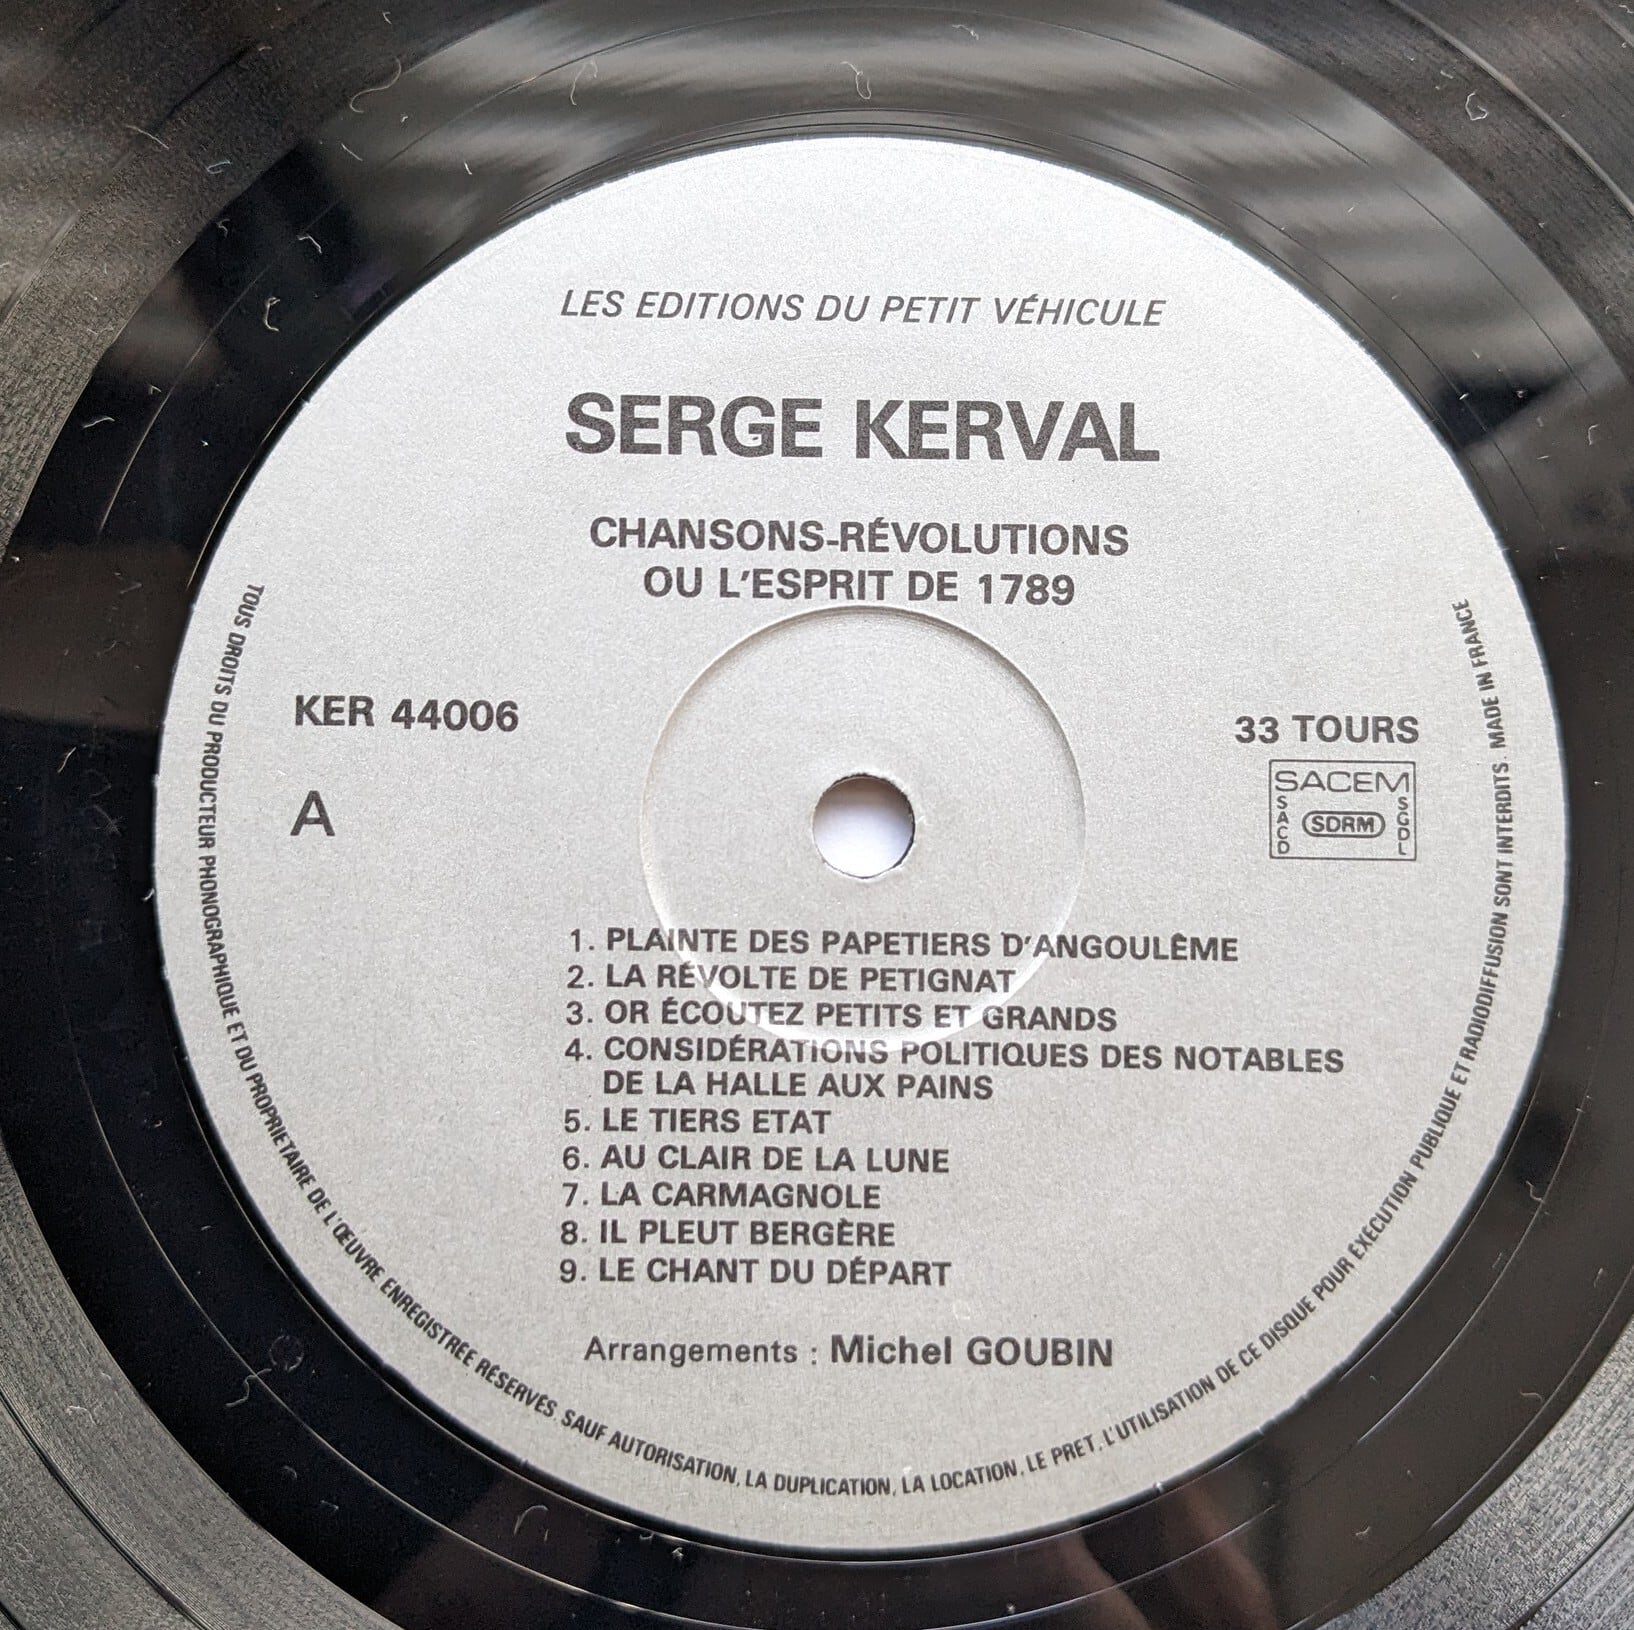 LES EDITIONS DU PETIT VÉHICULE
SERGE KERVAL
CHANSONS-RÉVOLUTIONS
OU L'ESPRIT DE 1789
KER 44006
A
33 TOURS
SACEM
SACD
SDRM
SGDL
1. PLAINTE DES PAPETIERS D'ANGOULÊME
2. LA RÉVOLTE DE PETIGNAT
3. OR ÉCOUTEZ PETITS ET GRANDS
4. CONSIDÉRATIONS POLITIQUES DES NOTABLES
DE LA HALLE AUX PAINS
5. LE TIERS ETAT
6. AU CLAIR DE LA LUNE
7. LA CARMAGNOLE
8. IL PLEUT BERGÈRE
9. LE CHANT DU DÉPART
Arrangements : Michel GOUBIN
TOUS DROITS DU PRODUCTEUR PHONOGRAPHIQUE ET DU PROPRIETAIRE DE L'ŒUVRE ENREGISTRÉE RÉSERVÉS. SAUF AUTORISATION, LA DUPLICATION, LA LOCATION, LE PRET, L'UTILISATION DE CE DISQUE POUR EXÉCUTION PUBLIQUE ET RADIODIFFUSION SONT INTERDITS. MADE IN FRANCE